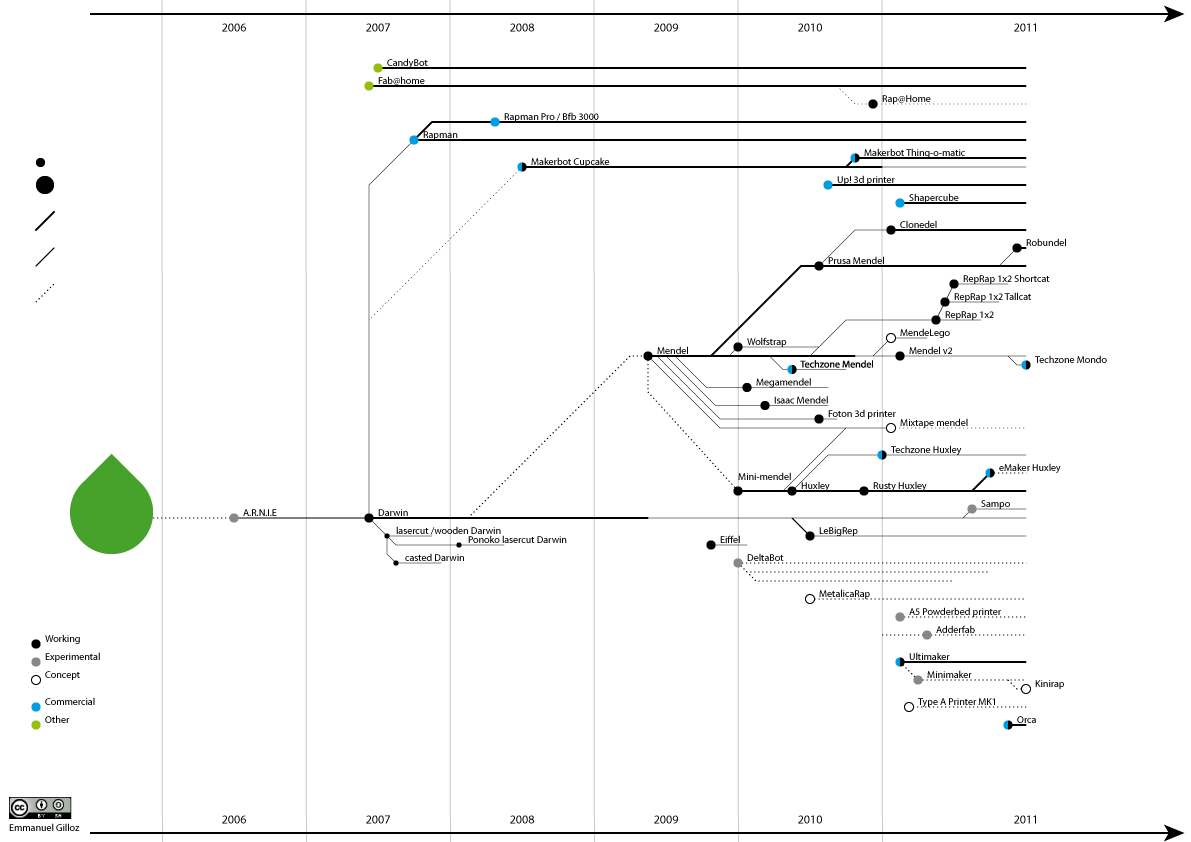 2006 2007 2008 2009 2010 2011
CandyBot
Fab@home
Rap@Home
Rapman Pro / Bfb 3000
Rapman
Makerbot Thing-o-matic
Makerbot Cupcake
Up! 3d printer
Shapercube
Clonedel
Robundel
Prusa Mendel
RepRap 1x2 Shortcat
RepRap 1x2 Tallcat
RepRap 1x2
MendeLego
Wolfstrap
Mendel
Mendel v2
Techzone Mondo
Techzone Mendel
Megamendel
Isaac Mendel
Foton 3d printer
Mixtape mendel
Techzone Huxley
eMaker Huxley
Mini-mendel
Huxley
Rusty Huxley
Sampo
A.R.N.I.E
Darwin
lasercut /wooden Darwin
LeBigRep
Ponoko lasercut Darwin
Eiffel
casted Darwin
DeltaBot
MetalicaRap
A5 Powderbed printer
Adderfab
Working
Experimental
Concept
Commercial
Other
Ultimaker
Minimaker
Kinirap
Type A Printer MK1
Orca
cc BY SA
Emmanuel Gilloz
2006 2007 2008 2009 2010 2011